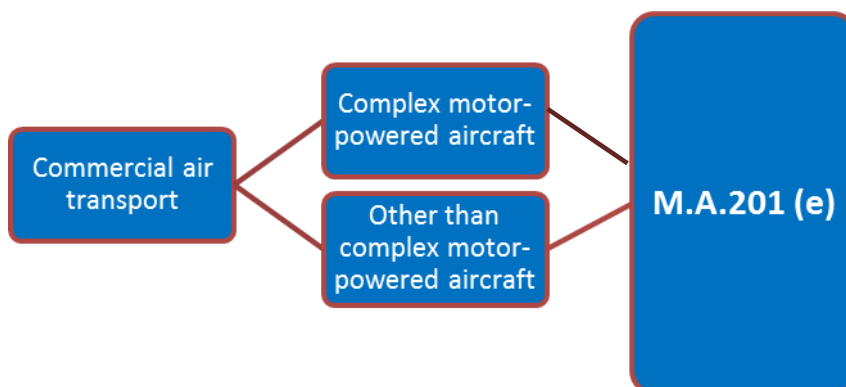 Commercial air
transport
Complex motor-
powered aircraft
Other than
complex motor-
powered aircraft
M.A.201 (e)